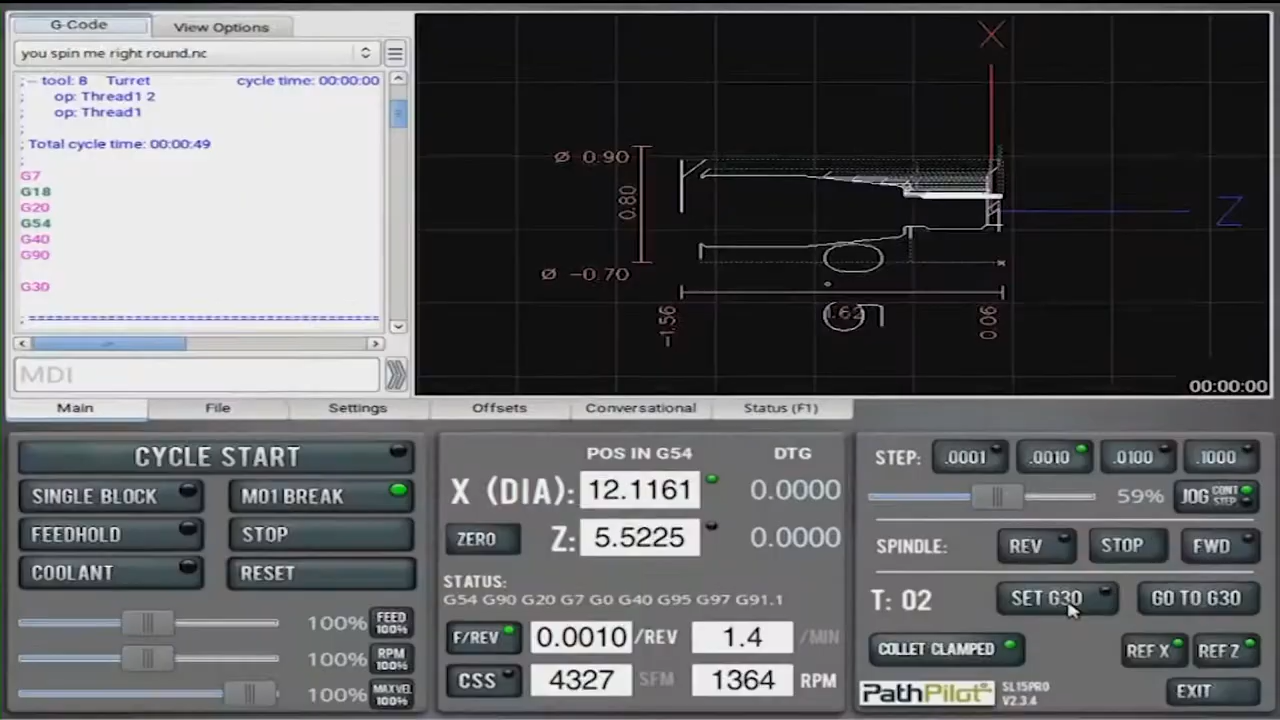 G-Code
View Options
you spin me right round.nc
;-- tool: 8 Turret cycle time: 00:00:00
; op: Thread1 2
; op: Thread1
;
; Total cycle time: 00:00:49
;
G7
G18
G20
G54
G40
G90
G30
MDI
X
Z
Ø 0.90
0.80
Ø -0.70
-1.56
1.62
0.06
00:00:00
Main
File
Settings
Offsets
Conversational
Status (F1)
CYCLE START
SINGLE BLOCK
M01 BREAK
FEEDHOLD
STOP
COOLANT
RESET
100% FEED 100%
100% RPM 100%
100% MAXVEL 100%
POS IN G54
DTG
X (DIA): 12.1161 0.0000
ZERO
Z: 5.5225 0.0000
STATUS:
G54 G90 G20 G7 G0 G40 G95 G97 G91.1
F/REV 0.0010 /REV 1.4 /MIN
CSS 4327 SFM 1364 RPM
STEP: .0001 .0010 .0100 .1000
59% JOG CONT STEP
SPINDLE: REV STOP FWD
T: 02 SET G30 GO TO G30
COLLET CLAMPED
REF X
REF Z
PathPilot®
SL15PRO
V2.3.4
EXIT